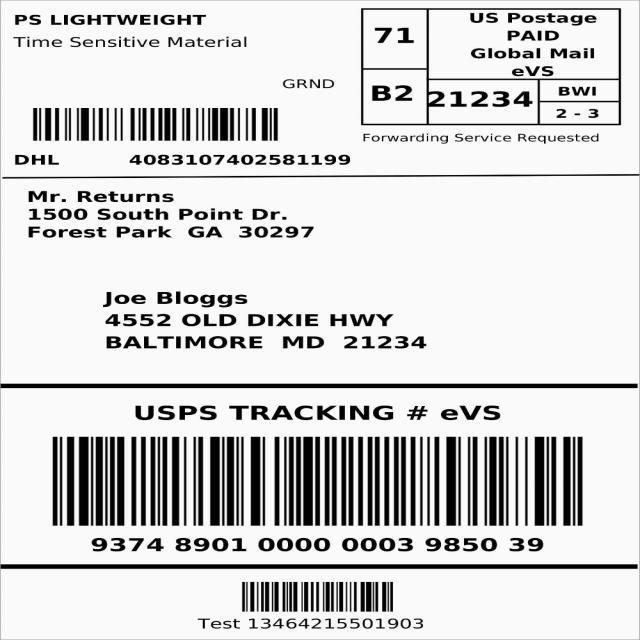 PS LIGHTWEIGHT
Time Sensitive Material
GRND
DHL 4083107402581199
71
US Postage
PAID
Global Mail
eVS
B2
21234
BWI
2 - 3
Forwarding Service Requested
Mr. Returns
1500 South Point Dr.
Forest Park GA 30297
Joe Bloggs
4552 OLD DIXIE HWY
BALTIMORE MD 21234
USPS TRACKING # eVS
9374 8901 0000 0003 9850 39
Test 13464215501903